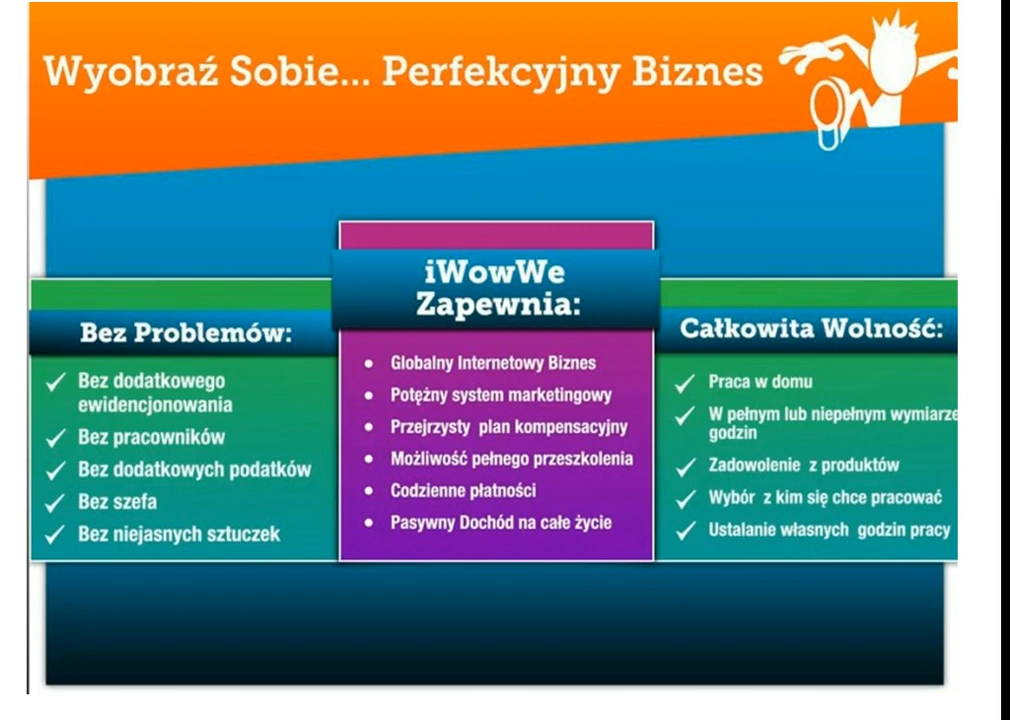 Wyobraź Sobie... Perfekcyjny Biznes
Bez Problemów:
Bez dodatkowego
ewidencjonowania
Bez pracowników
Bez dodatkowych podatków
Bez szefa
Bez niejasnych sztuczek
iWowWe
Zapewnia:
Globalny Internetowy Biznes
Potężny system marketingowy
Przejrzysty plan kompensacyjny
Możliwość pełnego przeszkolenia
Codzienne płatności
Pasywny Dochód na całe życie
Całkowita Wolność:
Praca w domu
W pełnym lub niepełnym wymiarze
godzin
Zadowolenie z produktów
Wybór z kim się chce pracować
Ustalanie własnych godzin pracy